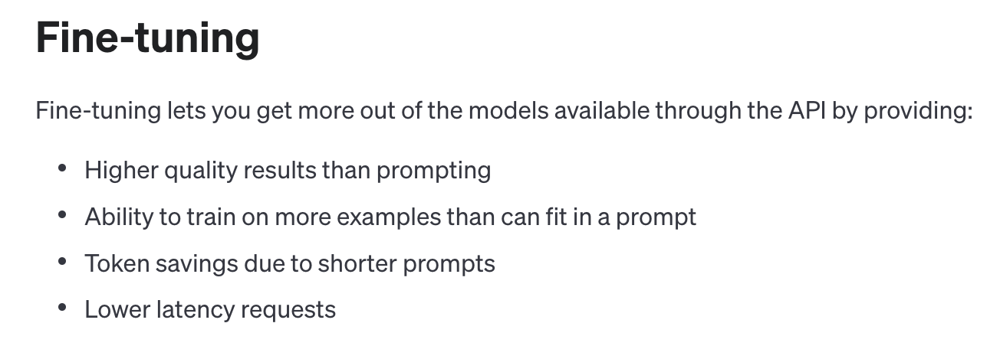 Fine-tuning
Fine-tuning lets you get more out of the models available through the API by providing:
• Higher quality results than prompting
• Ability to train on more examples than can fit in a prompt
• Token savings due to shorter prompts
• Lower latency requests